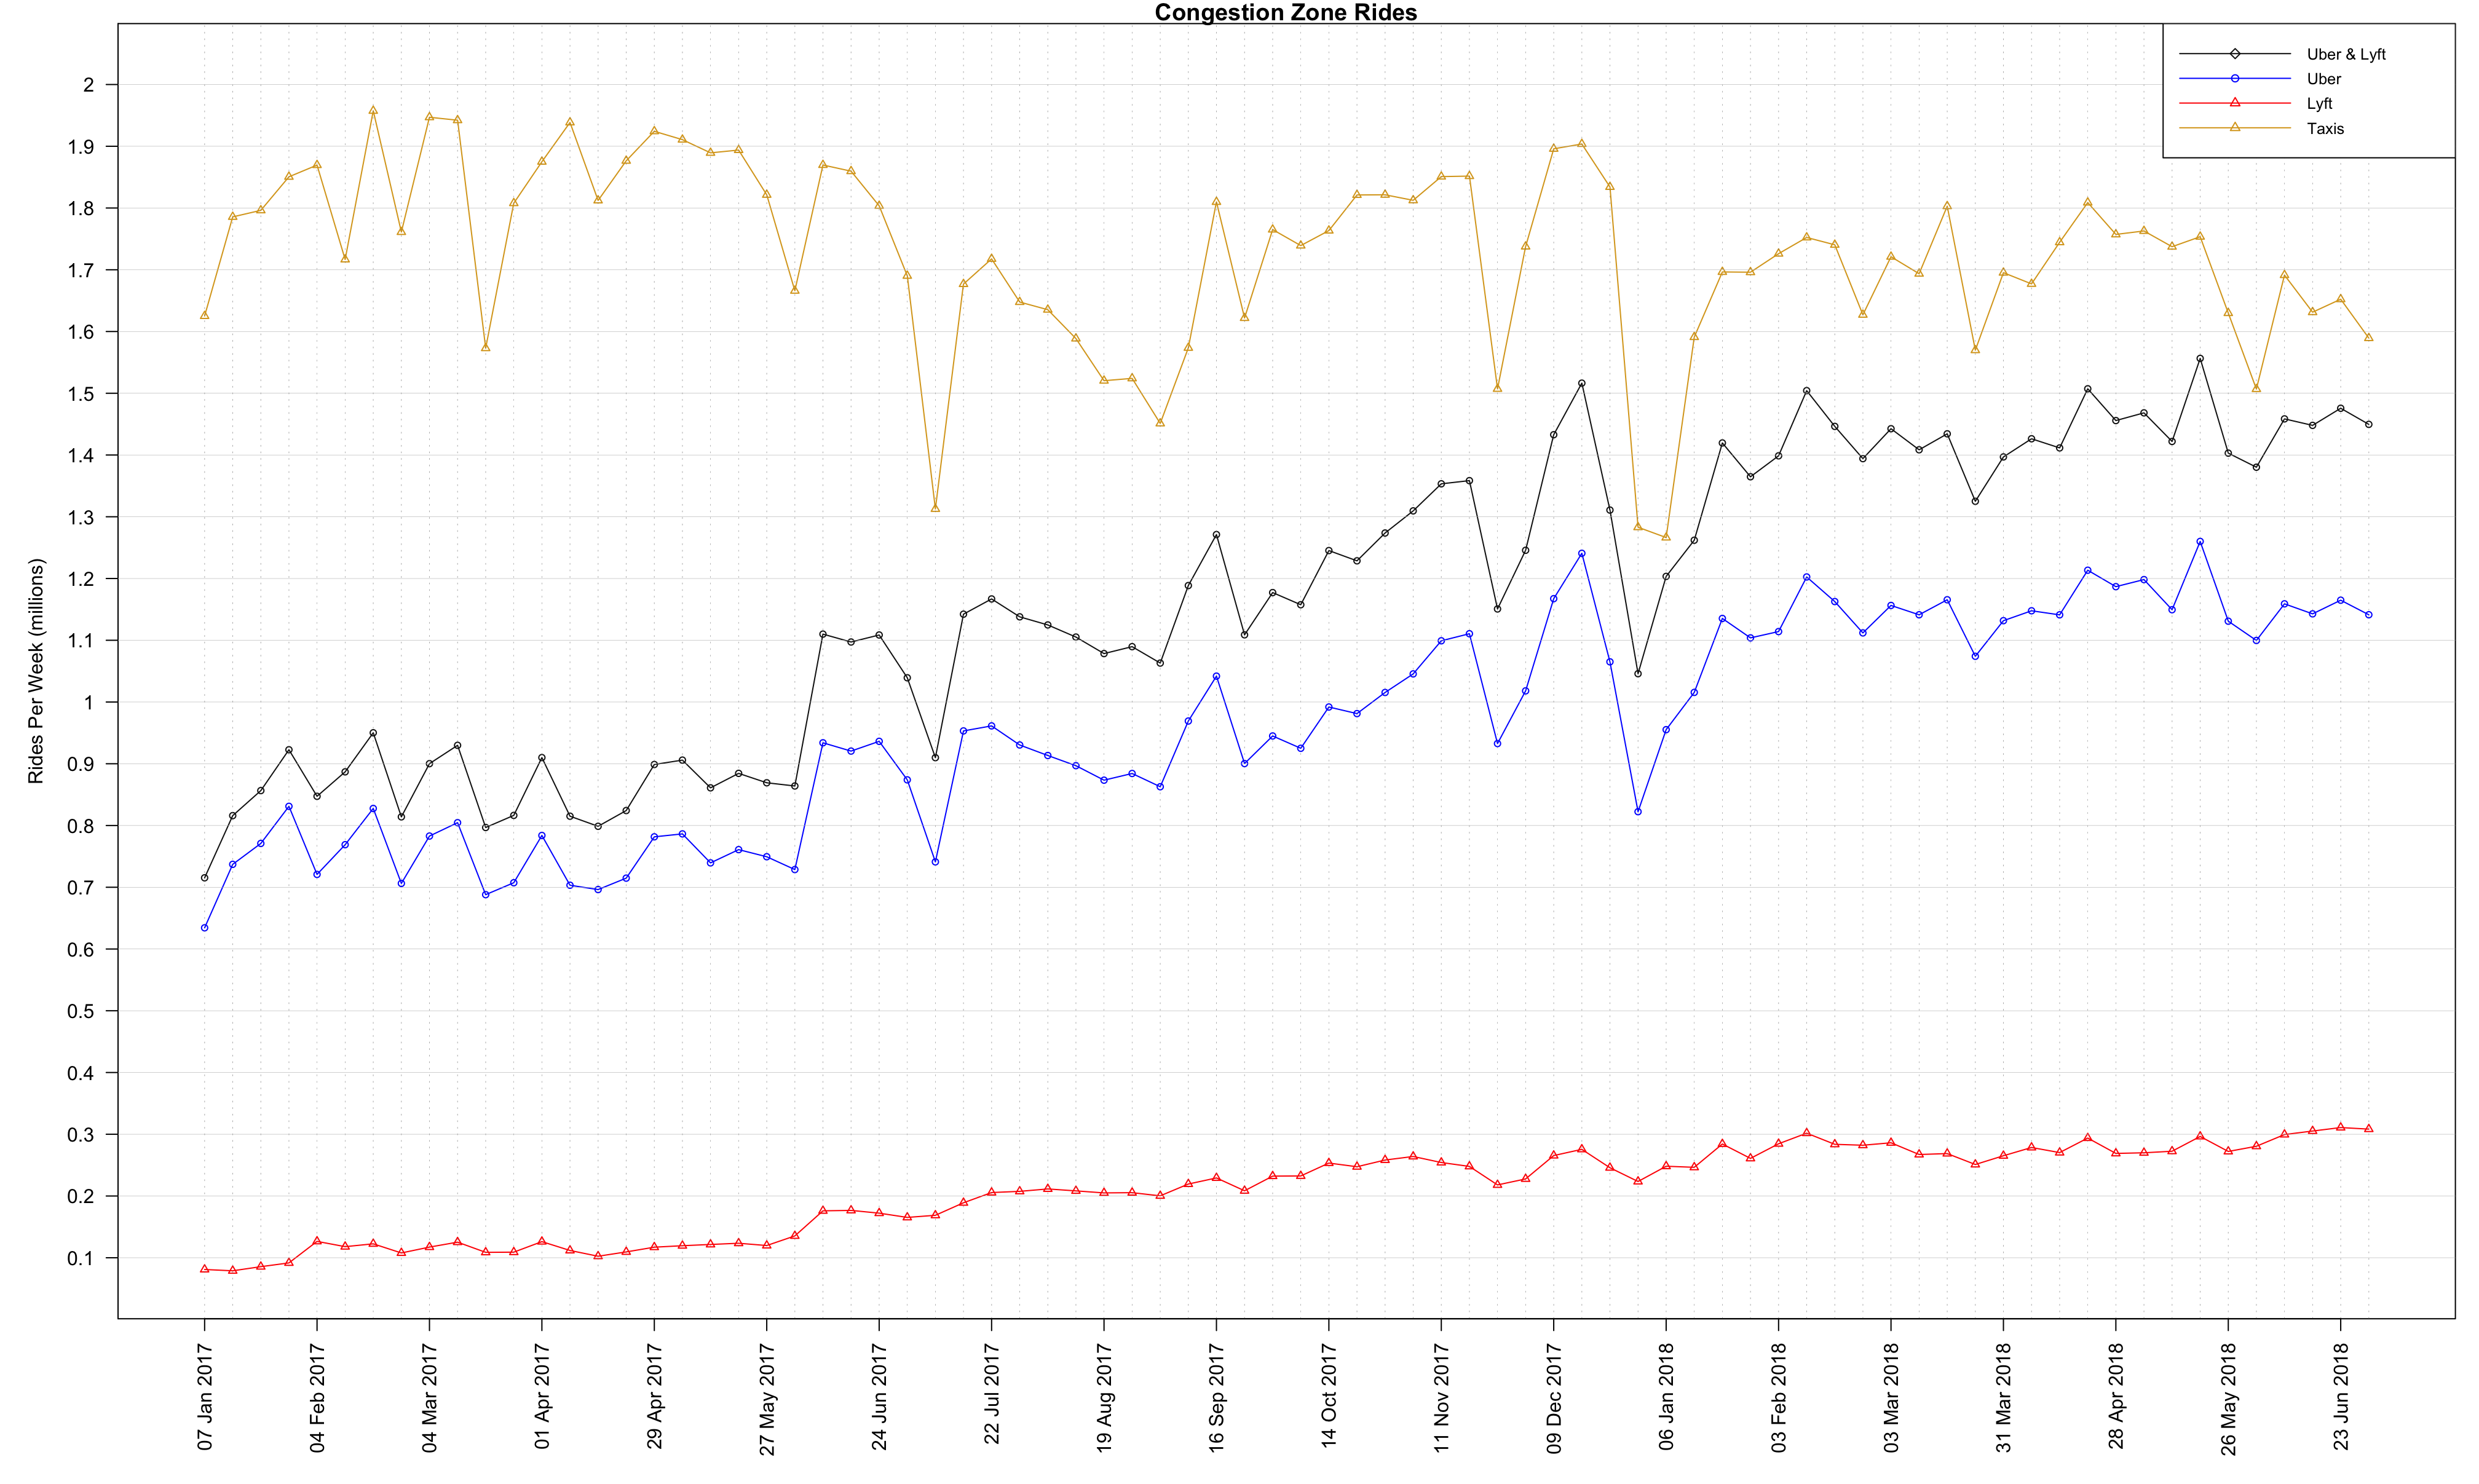 Congestion Zone Rides
Uber & Lyft
Uber
Lyft
Taxis
Rides Per Week (millions)
2
1.9
1.8
1.7
1.6
1.5
1.4
1.3
1.2
1.1
1
0.9
0.8
0.7
0.6
0.5
0.4
0.3
0.2
0.1
07 Jan 2017
04 Feb 2017
04 Mar 2017
01 Apr 2017
29 Apr 2017
27 May 2017
24 Jun 2017
22 Jul 2017
19 Aug 2017
16 Sep 2017
14 Oct 2017
11 Nov 2017
09 Dec 2017
06 Jan 2018
03 Feb 2018
03 Mar 2018
31 Mar 2018
28 Apr 2018
26 May 2018
23 Jun 2018